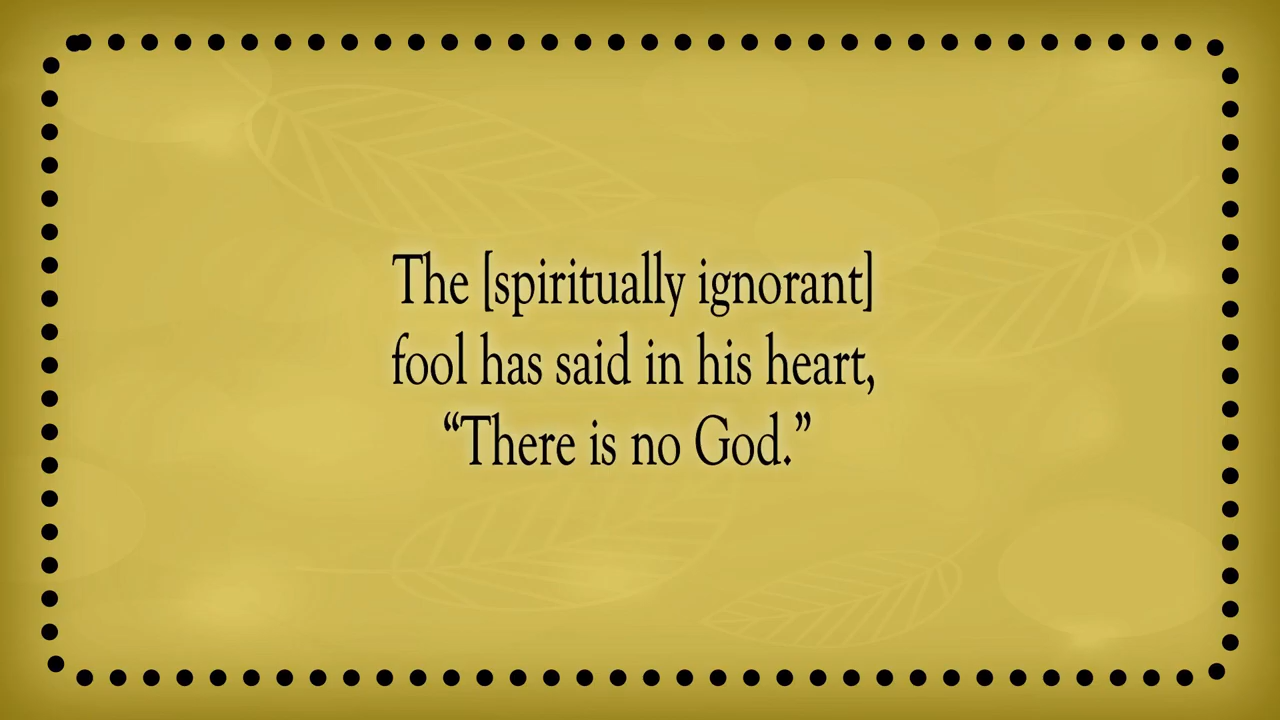 The [spiritually ignorant]
fool has said in his heart,
“There is no God.”